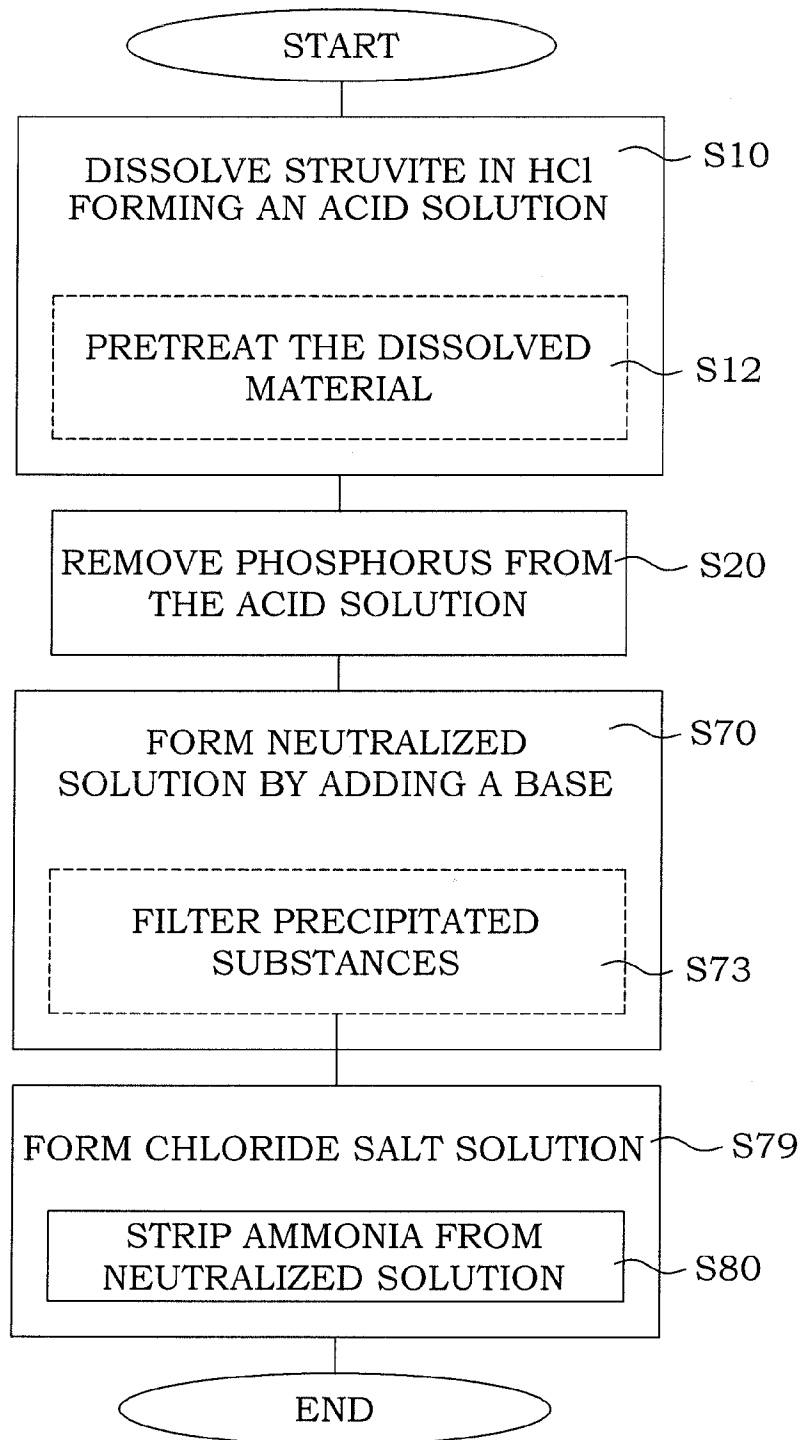 START
DISSOLVE STRUVITE IN HCl
FORMING AN ACID SOLUTION
S10
PRETREAT THE DISSOLVED
MATERIAL
S12
REMOVE PHOSPHORUS FROM
THE ACID SOLUTION
S20
FORM NEUTRALIZED
SOLUTION BY ADDING A BASE
S70
FILTER PRECIPITATED
SUBSTANCES
S73
FORM CHLORIDE SALT SOLUTION
S79
STRIP AMMONIA FROM
NEUTRALIZED SOLUTION
S80
END